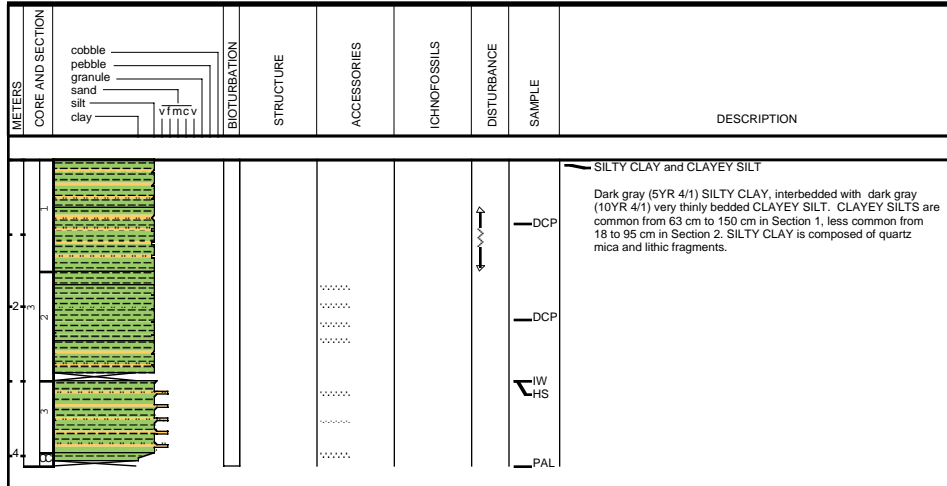 METERS
CORE AND SECTION
cobble
pebble
granule
sand
silt
clay
v f m c v
BIOTURBATION
STRUCTURE
ACCESSORIES
ICHNOFOSSILS
DISTURBANCE
SAMPLE
DESCRIPTION
SILTY CLAY and CLAYEY SILT
Dark gray (5YR 4/1) SILTY CLAY, interbedded with dark gray
(10YR 4/1) very thinly bedded CLAYEY SILT. CLAYEY SILTS are
common from 63 cm to 150 cm in Section 1, less common from
18 to 95 cm in Section 2. SILTY CLAY is composed of quartz
mica and lithic fragments.
1
DCP
2
3
2
DCP
IW
HS
3
4
CC
PAL